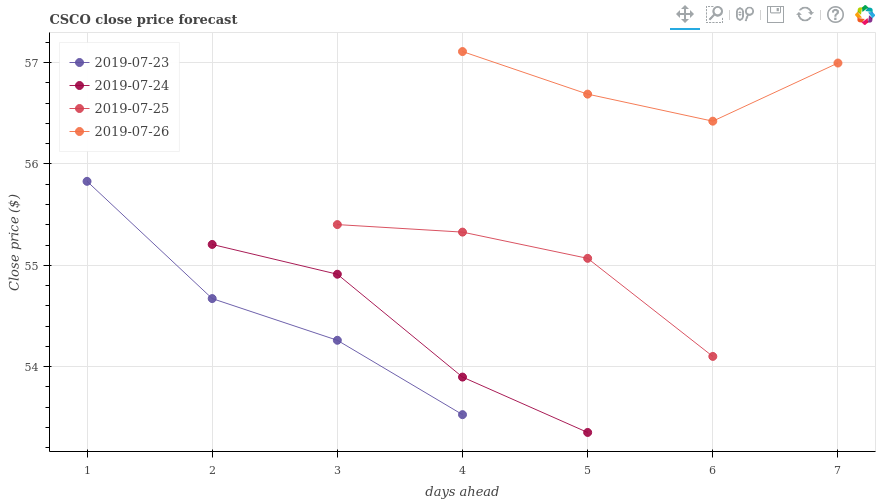 CSCO close price forecast
2019-07-23
2019-07-24
2019-07-25
2019-07-26
57
56
55
54
Close price ($)
1 2 3 4 5 6 7
days ahead